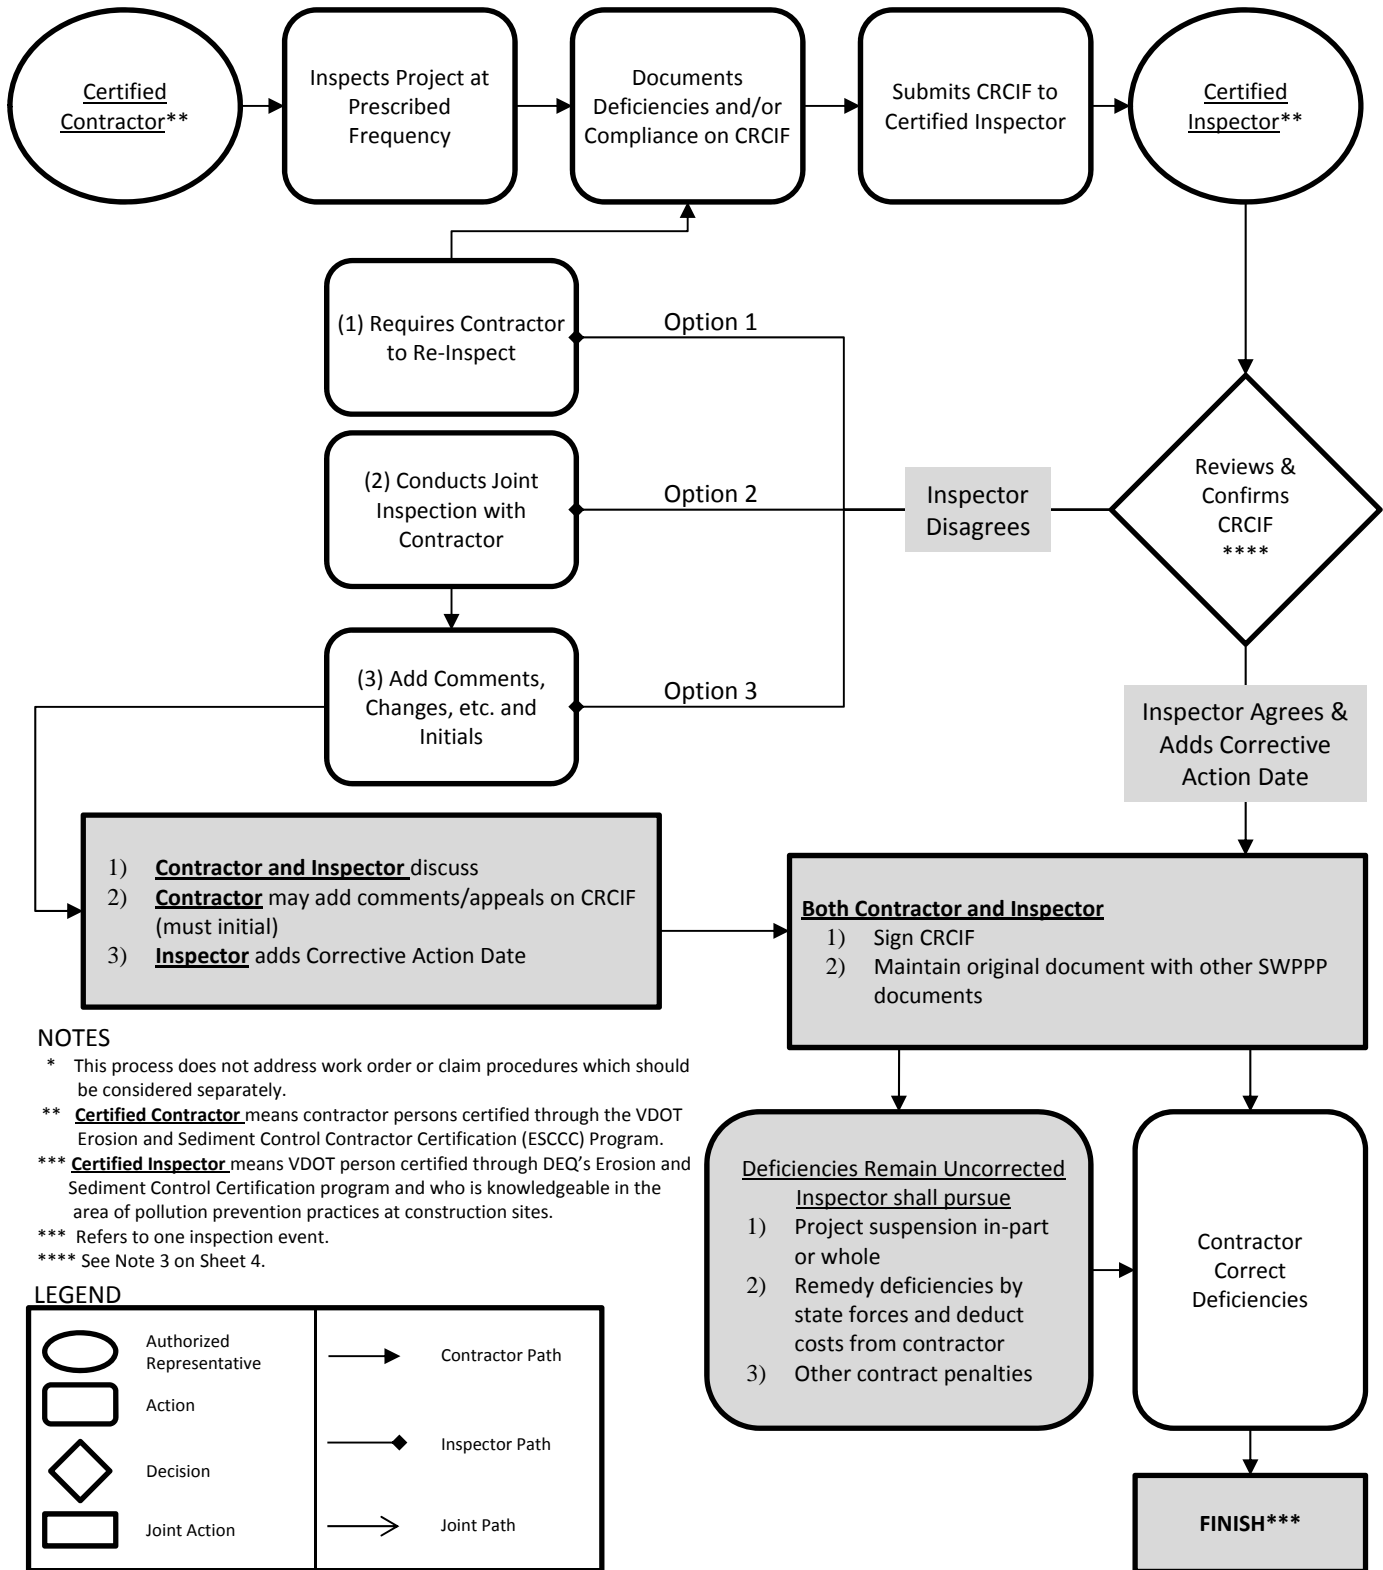 Certified
Contractor**
Inspects Project at
Prescribed
Frequency
Documents
Deficiencies and/or
Compliance on CRCIF
Submits CRCIF to
Certified Inspector
Certified
Inspector**
(1) Requires Contractor
to Re-Inspect
Option 1
(2) Conducts Joint
Inspection with
Contractor
Option 2
Inspector
Disagrees
Reviews &
Confirms
CRCIF
****
(3) Add Comments,
Changes, etc. and
Initials
Option 3
Inspector Agrees &
Adds Corrective
Action Date
1) Contractor and Inspector discuss
2) Contractor may add comments/appeals on CRCIF
(must initial)
3) Inspector adds Corrective Action Date
Both Contractor and Inspector
1) Sign CRCIF
2) Maintain original document with other SWPPP
documents
NOTES
* This process does not address work order or claim procedures which should
be considered separately.
** Certified Contractor means contractor persons certified through the VDOT
Erosion and Sediment Control Contractor Certification (ESCCC) Program.
*** Certified Inspector means VDOT person certified through DEQ’s Erosion and
Sediment Control Certification program and who is knowledgeable in the
area of pollution prevention practices at construction sites.
*** Refers to one inspection event.
**** See Note 3 on Sheet 4.
Deficiencies Remain Uncorrected
Inspector shall pursue
1) Project suspension in-part
or whole
2) Remedy deficiencies by
state forces and deduct
costs from contractor
3) Other contract penalties
Contractor
Correct
Deficiencies
FINISH***
LEGEND
Authorized
Representative
Action
Decision
Joint Action
Contractor Path
Inspector Path
Joint Path